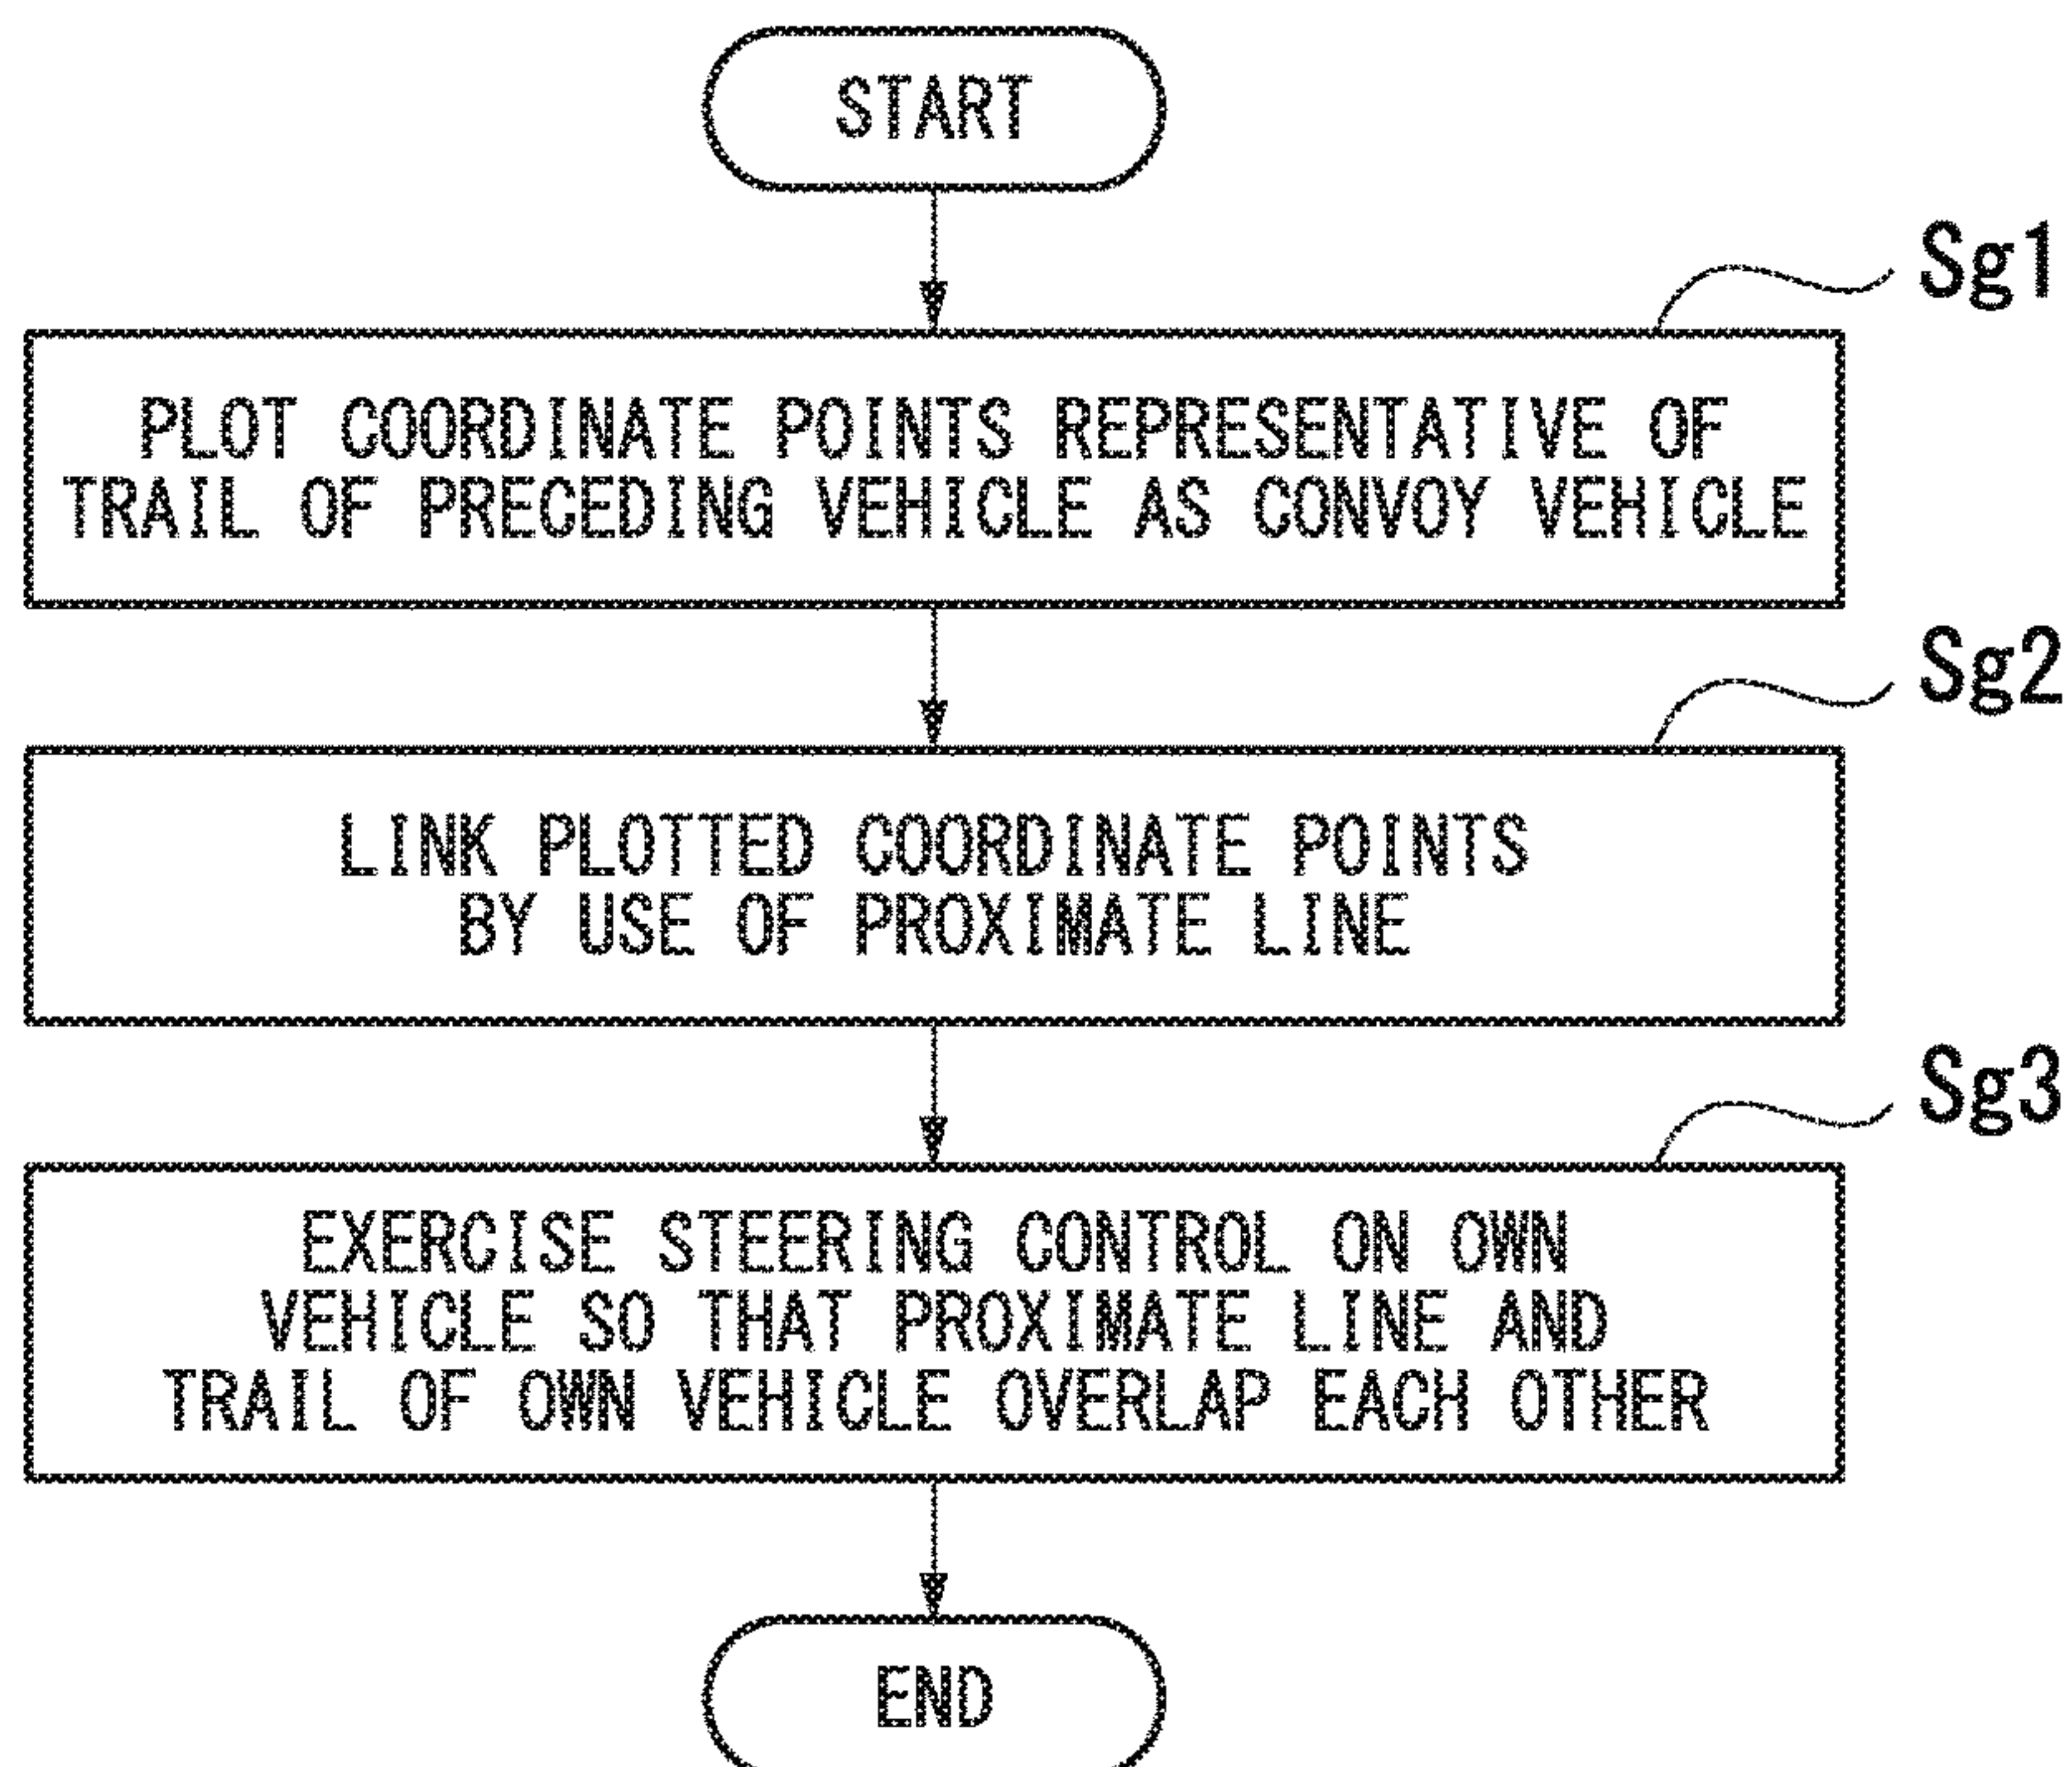 START
Sg1
PLOT COORDINATE POINTS REPRESENTATIVE OF
TRAIL OF PRECEDING VEHICLE AS CONVOY VEHICLE
Sg2
LINK PLOTTED COORDINATE POINTS
BY USE OF PROXIMATE LINE
Sg3
EXERCISE STEERING CONTROL ON OWN
VEHICLE SO THAT PROXIMATE LINE AND
TRAIL OF OWN VEHICLE OVERLAP EACH OTHER
END